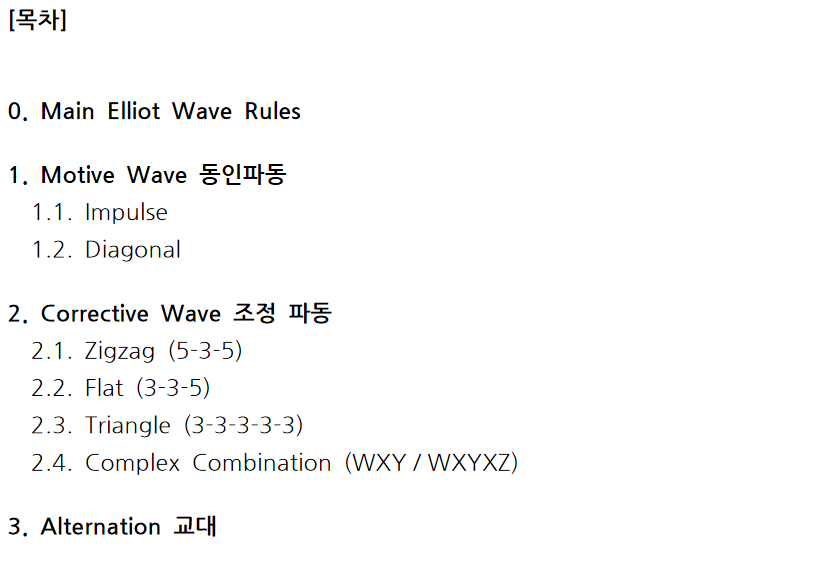 [목차]
0. Main Elliot Wave Rules
1. Motive Wave 동인파동
1.1. Impulse
1.2. Diagonal
2. Corrective Wave 조정 파동
2.1. Zigzag (5-3-5)
2.2. Flat (3-3-5)
2.3. Triangle (3-3-3-3-3)
2.4. Complex Combination (WXY / WXYXZ)
3. Alternation 교대